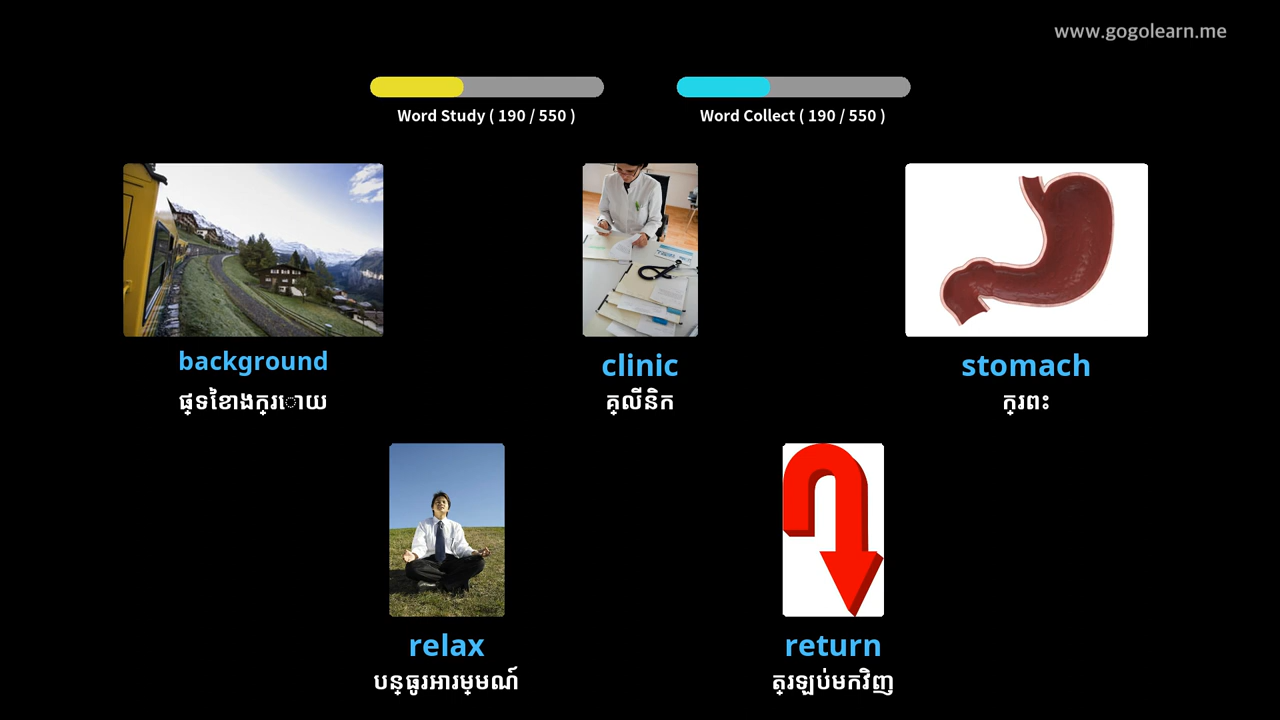 www.gogolearn.me
Word Study ( 190 / 550 )
Word Collect ( 190 / 550 )
background
ផ្ទៃខាងក្រោយ
clinic
គ្លីនិក
stomach
ក្រពះ
relax
បន្ធូរអារម្មណ៍
return
ត្រឡប់មកវិញ